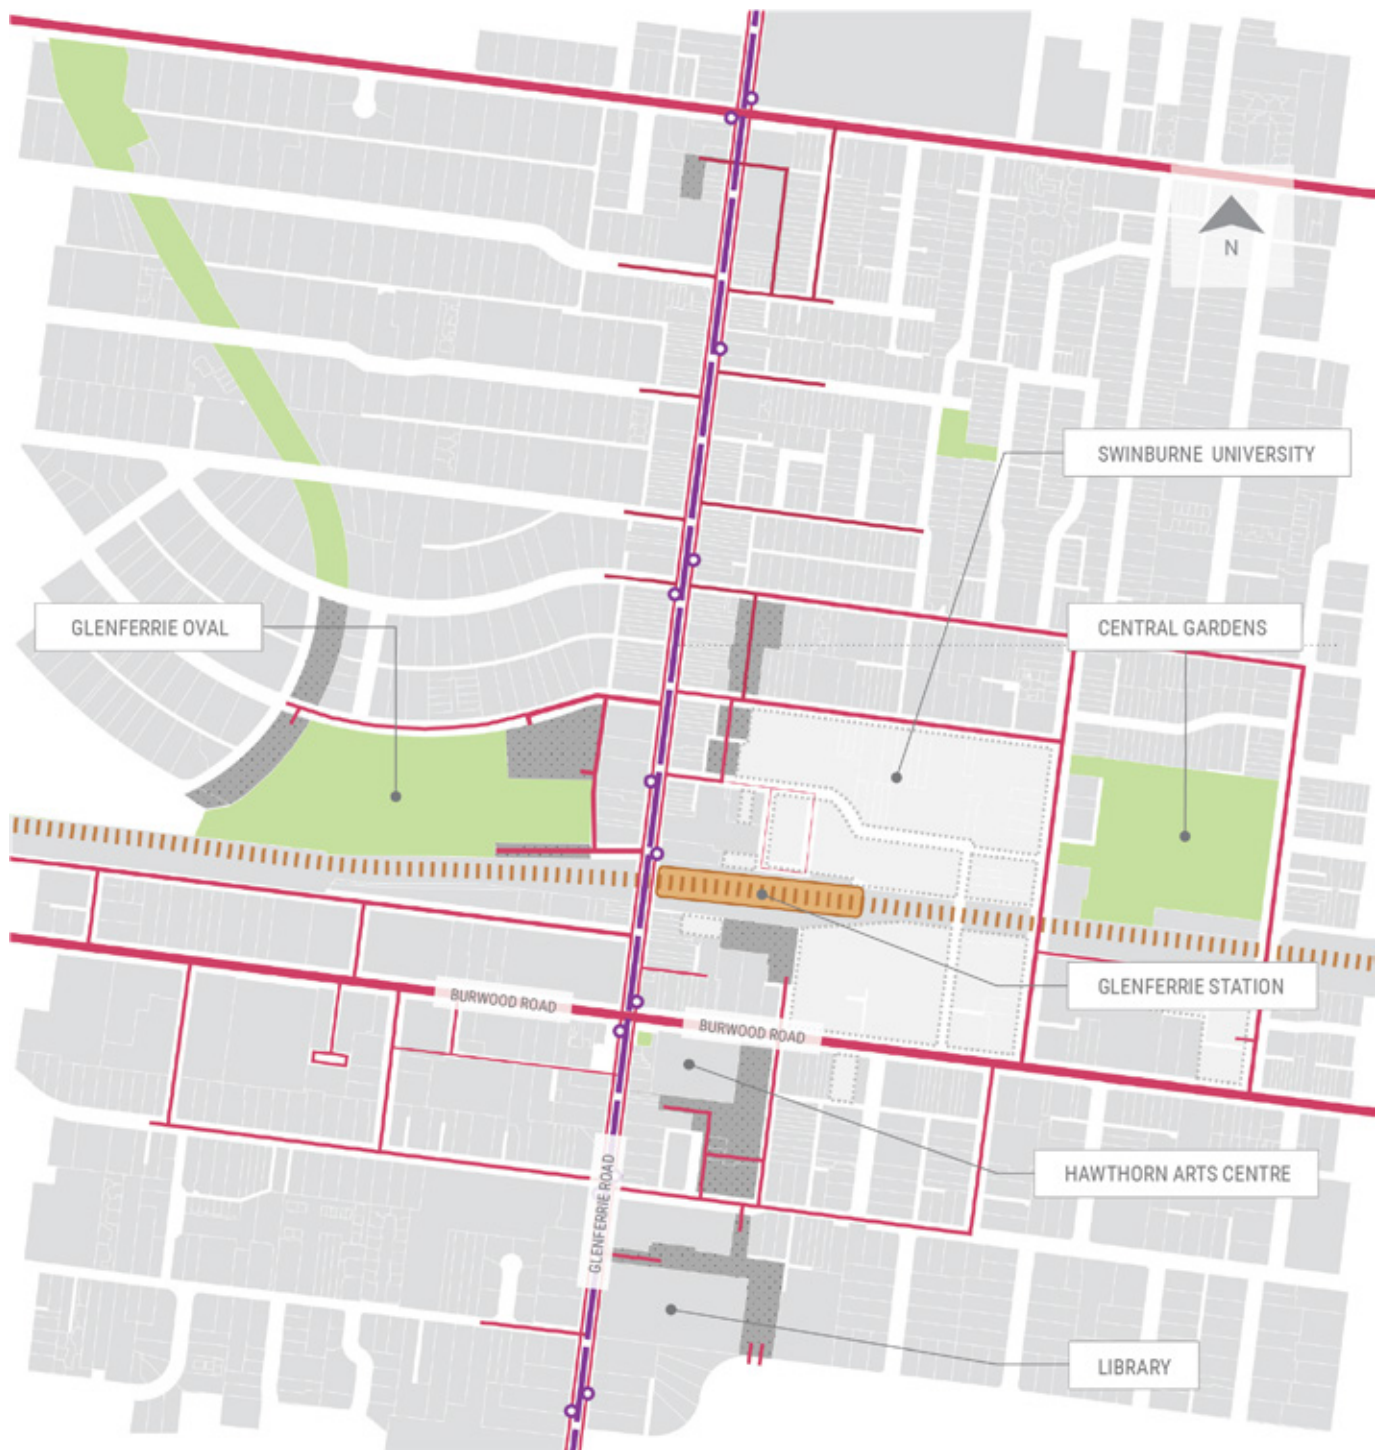 N
SWINBURNE UNIVERSITY
GLENFERRIE OVAL
CENTRAL GARDENS
GLENFERRIE STATION
BURWOOD ROAD
BURWOOD ROAD
HAWTHORN ARTS CENTRE
GLENFERRIE ROAD
LIBRARY